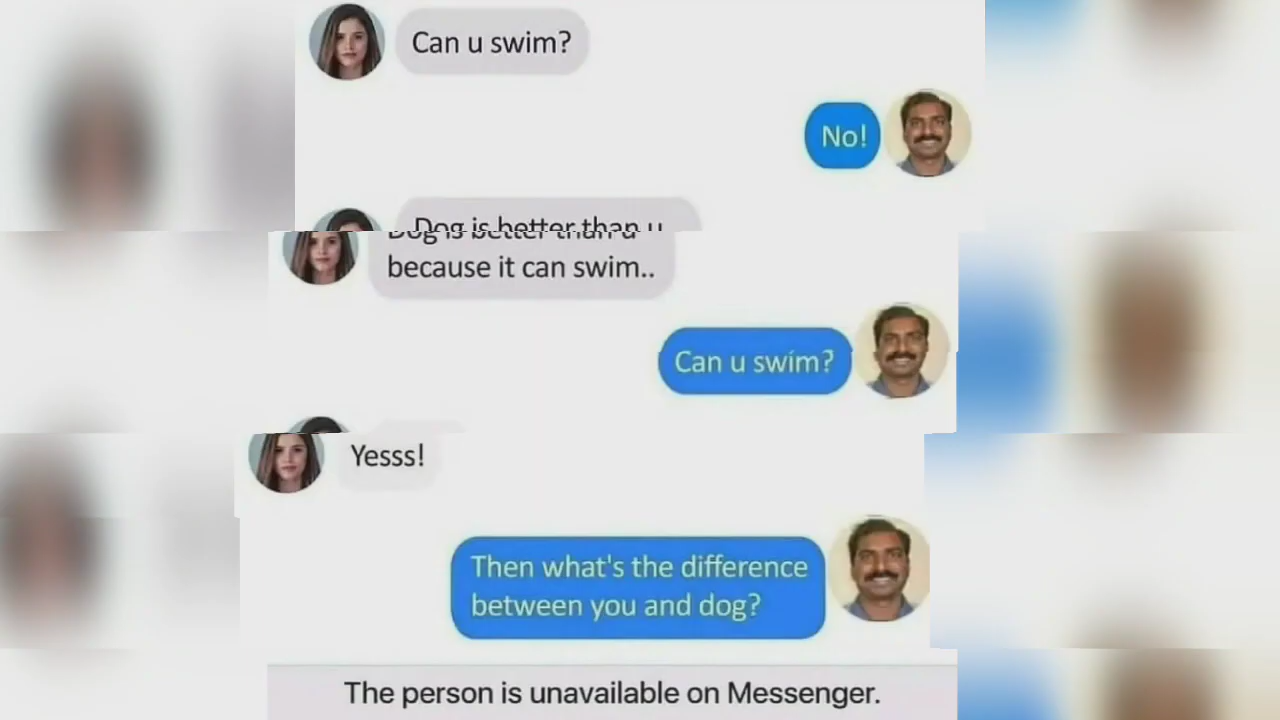 Can u swim?
No!
Dog is better than u
because it can swim..
Can u swim?
Yesss!
Then what's the difference
between you and dog?
The person is unavailable on Messenger.